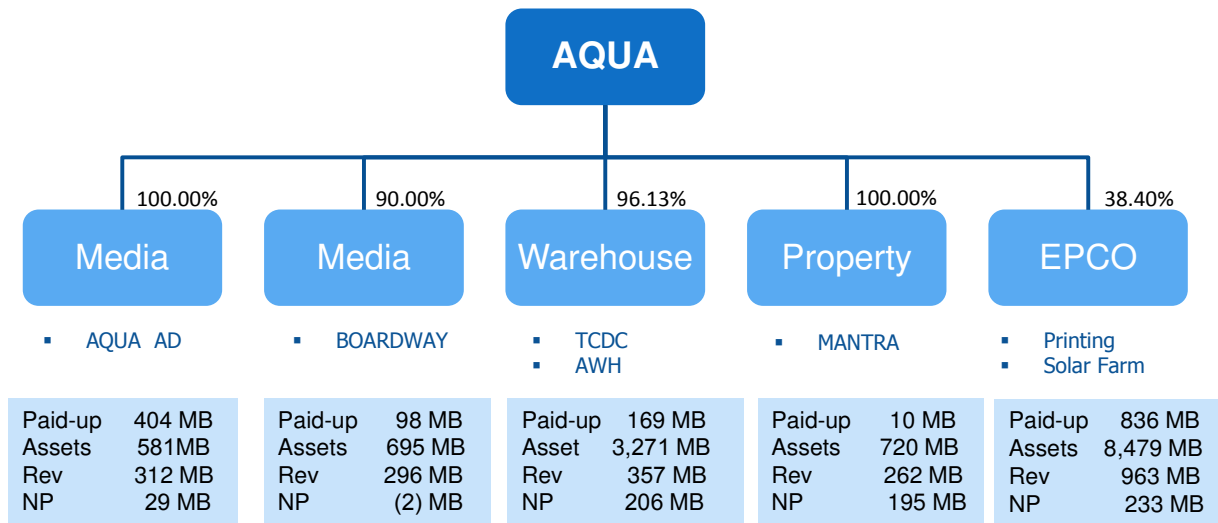 AQUA
100.00%
90.00%
96.13%
100.00%
38.40%
Media
Media
Warehouse
Property
EPCO
▪ AQUA AD
▪ BOARDWAY
▪ TCDC
▪ AWH
▪ MANTRA
▪ Printing
▪ Solar Farm
Paid-up 404 MB
Assets 581MB
Rev 312 MB
NP 29 MB
Paid-up 98 MB
Assets 695 MB
Rev 296 MB
NP (2) MB
Paid-up 169 MB
Asset 3,271 MB
Rev 357 MB
NP 206 MB
Paid-up 10 MB
Assets 720 MB
Rev 262 MB
NP 195 MB
Paid-up 836 MB
Assets 8,479 MB
Rev 963 MB
NP 233 MB